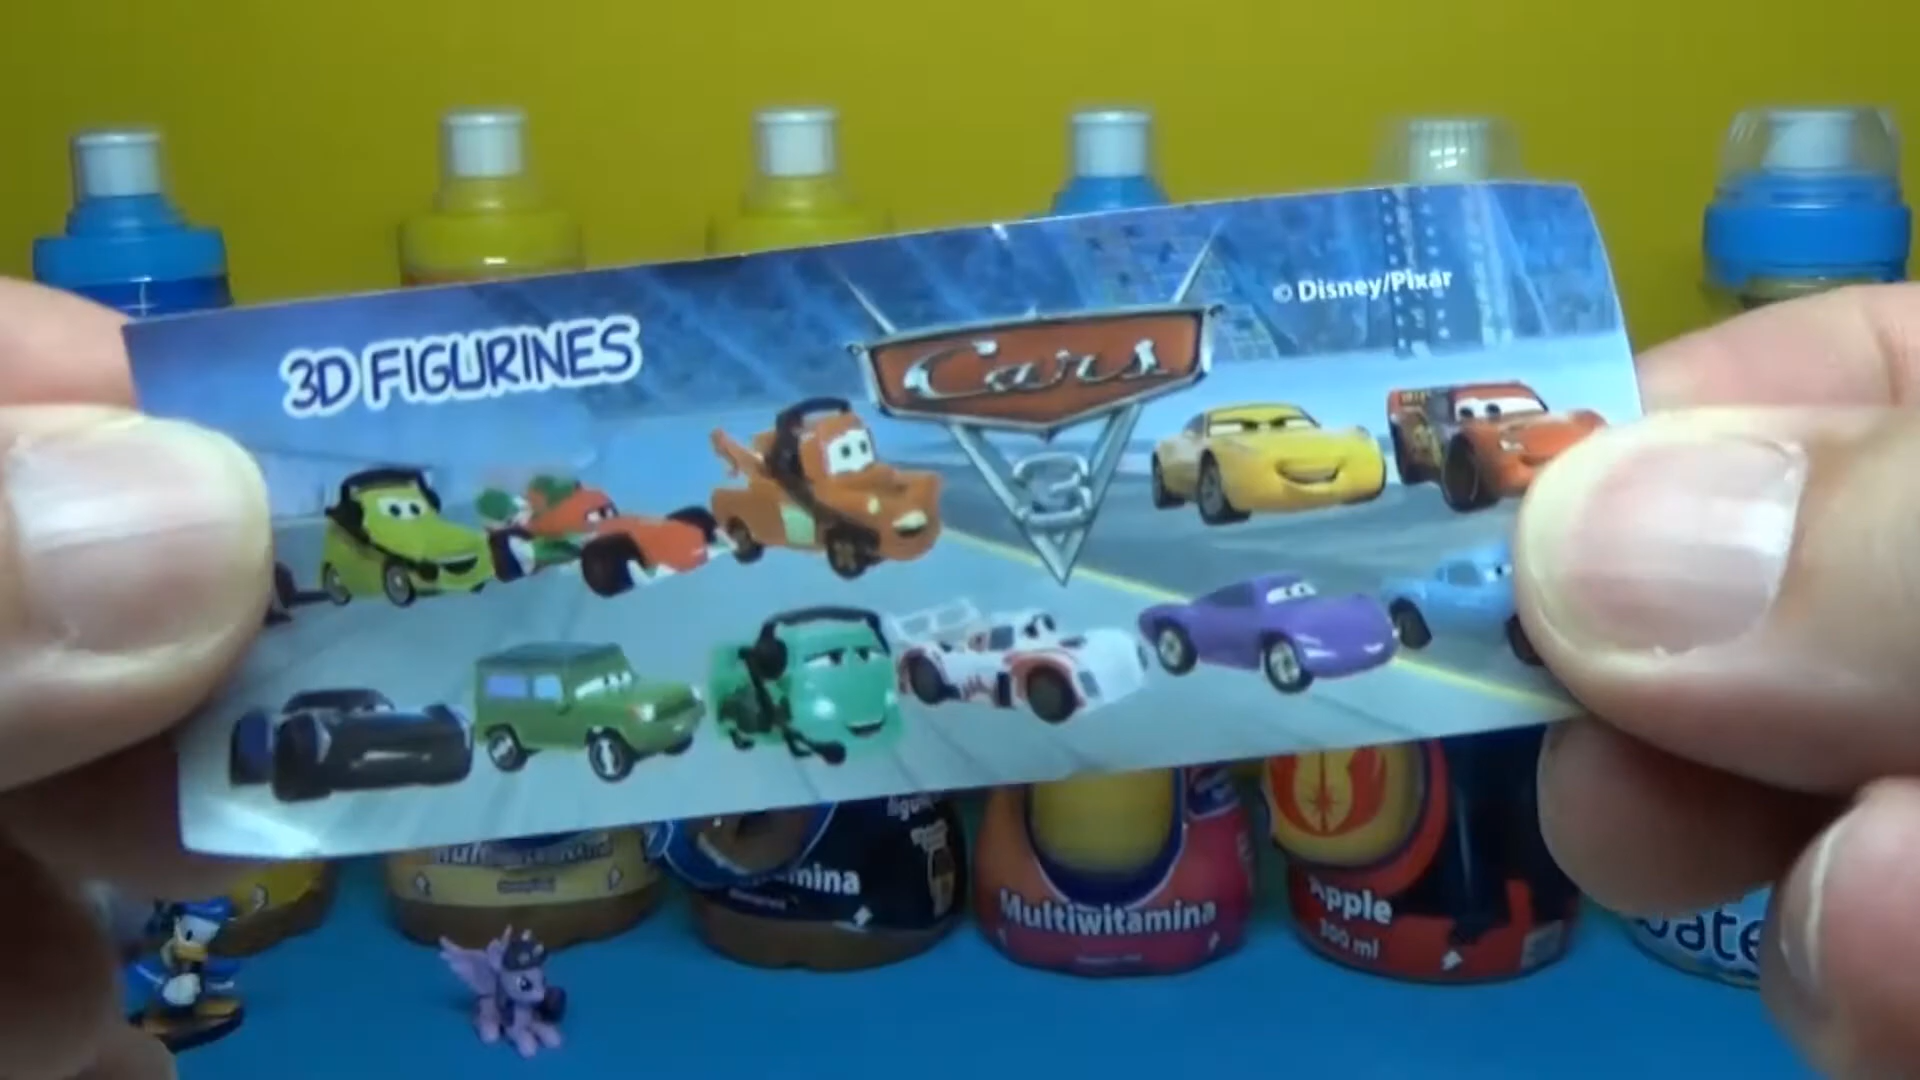 © Disney/Pixar
3D FIGURINES
Cars
3
Multiwitamina
Apple
300 ml